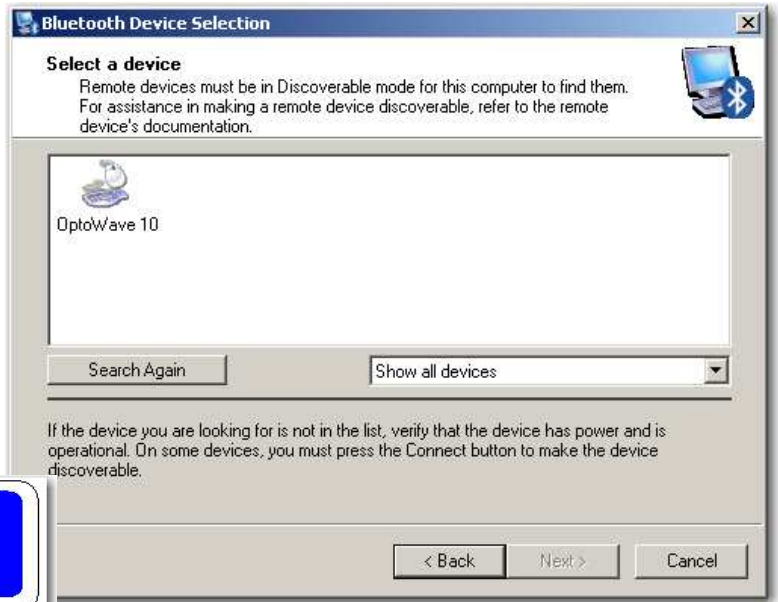 Bluetooth Device Selection
Select a device
Remote devices must be in Discoverable mode for this computer to find them.
For assistance in making a remote device discoverable, refer to the remote
device's documentation.
OptoWave 10
Search Again
Show all devices
If the device you are looking for is not in the list, verify that the device has power and is
operational. On some devices, you must press the Connect button to make the device
discoverable.
< Back
Next >
Cancel